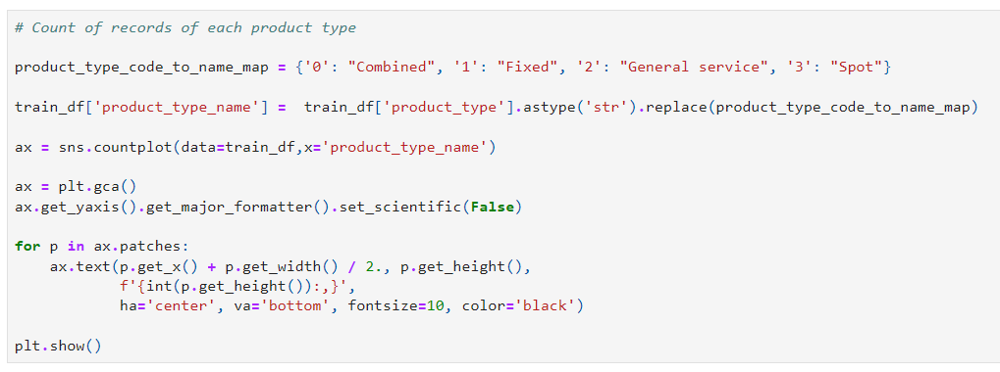 # Count of records of each product type
product_type_code_to_name_map = {'0': "Combined", '1': "Fixed", '2': "General service", '3': "Spot"}
train_df['product_type_name'] =  train_df['product_type'].astype('str').replace(product_type_code_to_name_map)
ax = sns.countplot(data=train_df,x='product_type_name')
ax = plt.gca()
ax.get_yaxis().get_major_formatter().set_scientific(False)
for p in ax.patches:
    ax.text(p.get_x() + p.get_width() / 2., p.get_height(),
            f'{int(p.get_height()):,}',
            ha='center', va='bottom', fontsize=10, color='black')
plt.show()